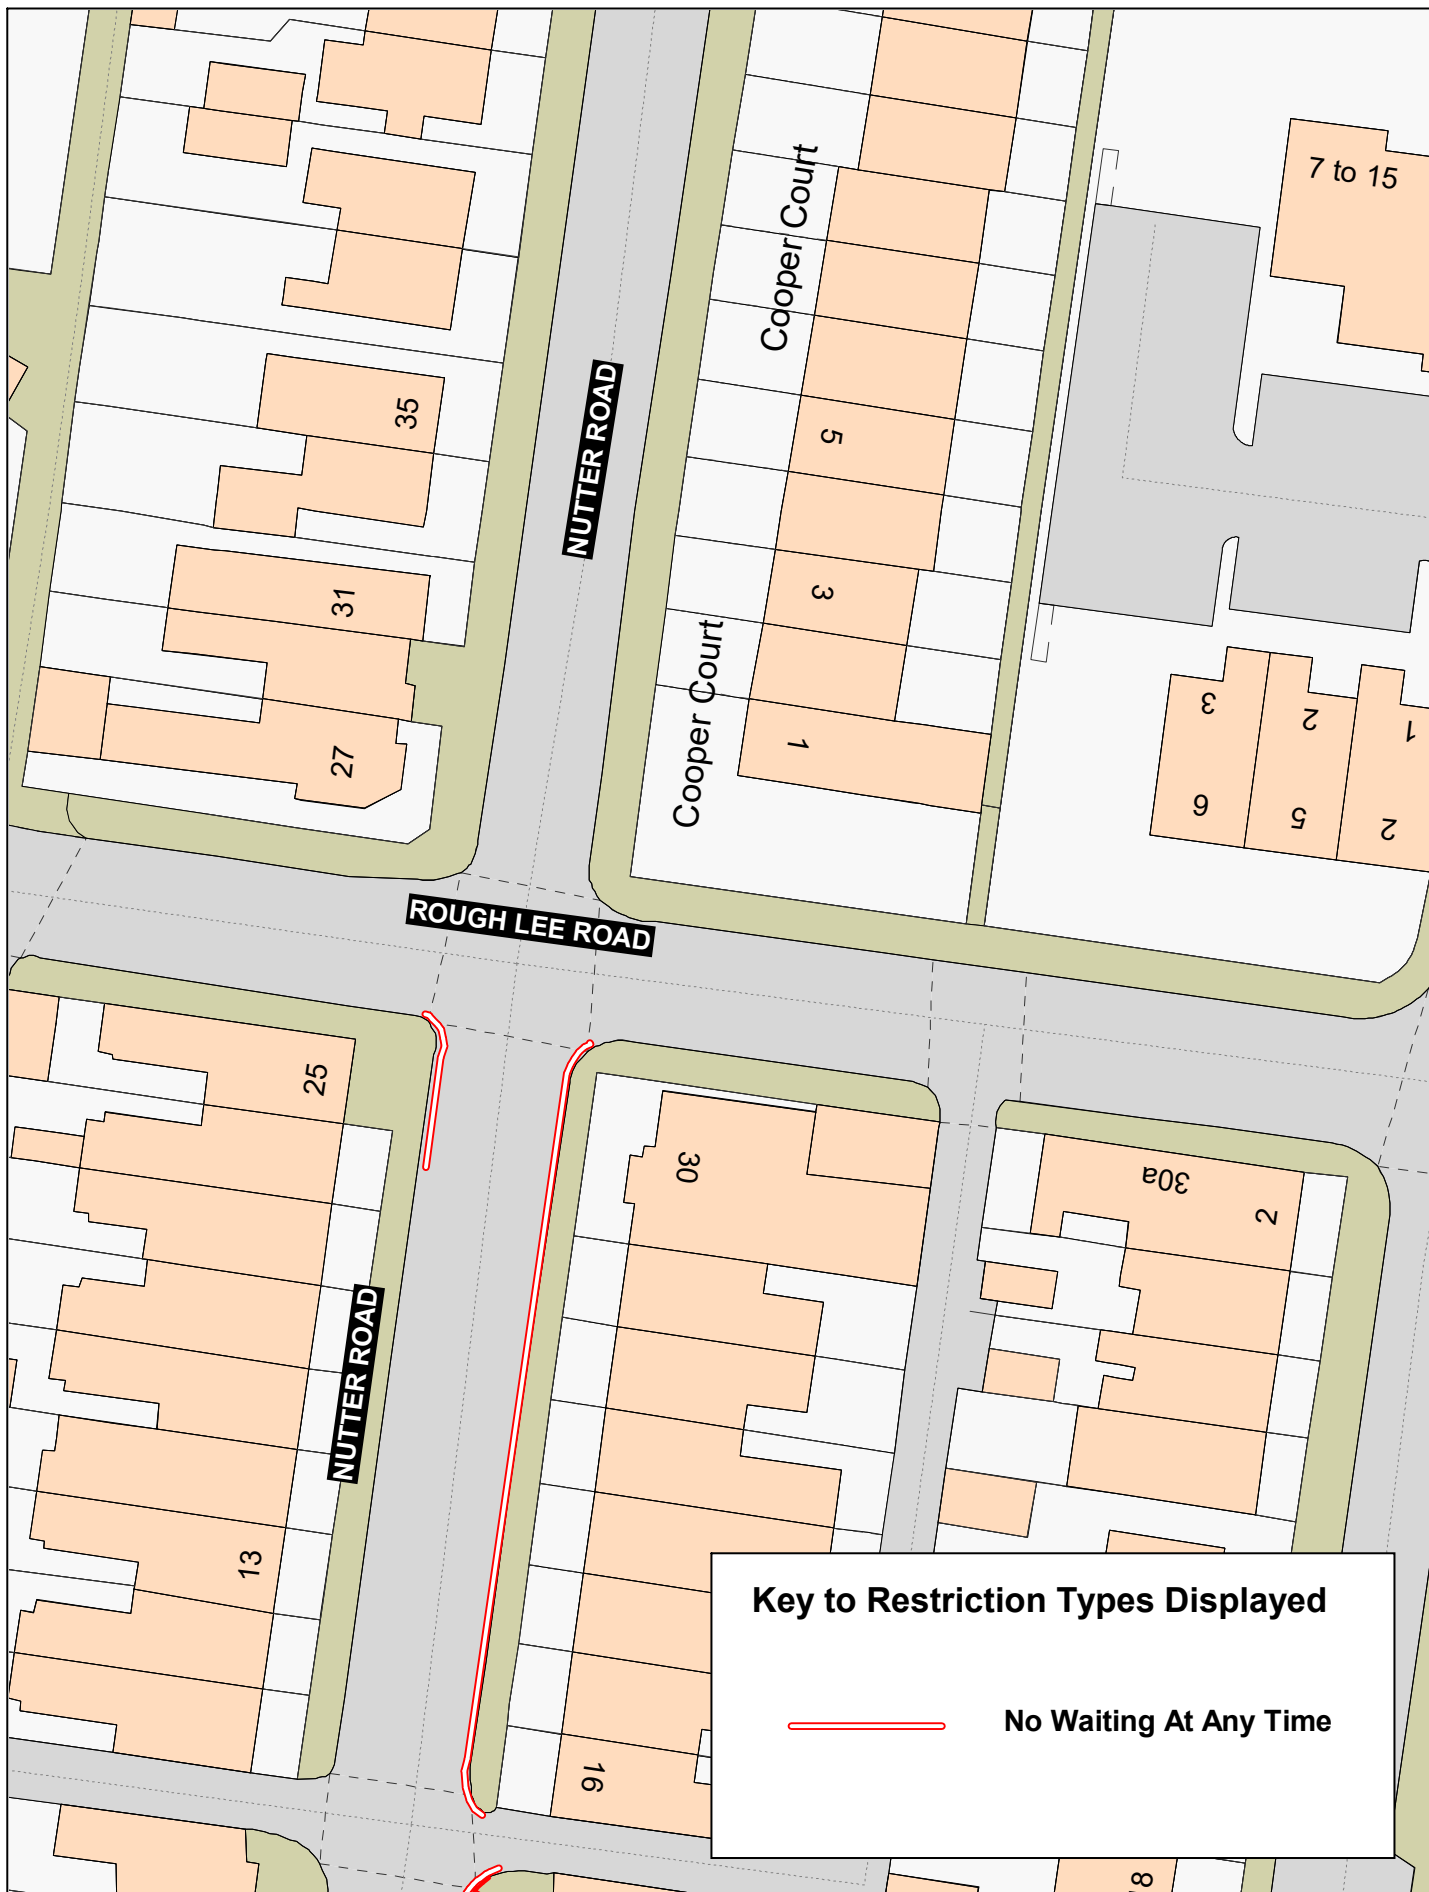 7 to 15
Cooper Court
35
NUTTER ROAD
5
31
3
Cooper Court
3
2
1
27
1
6
5
2
ROUGH LEE ROAD
25
30
30a
2
NUTTER ROAD
13
Key to Restriction Types Displayed
No Waiting At Any Time
16
8